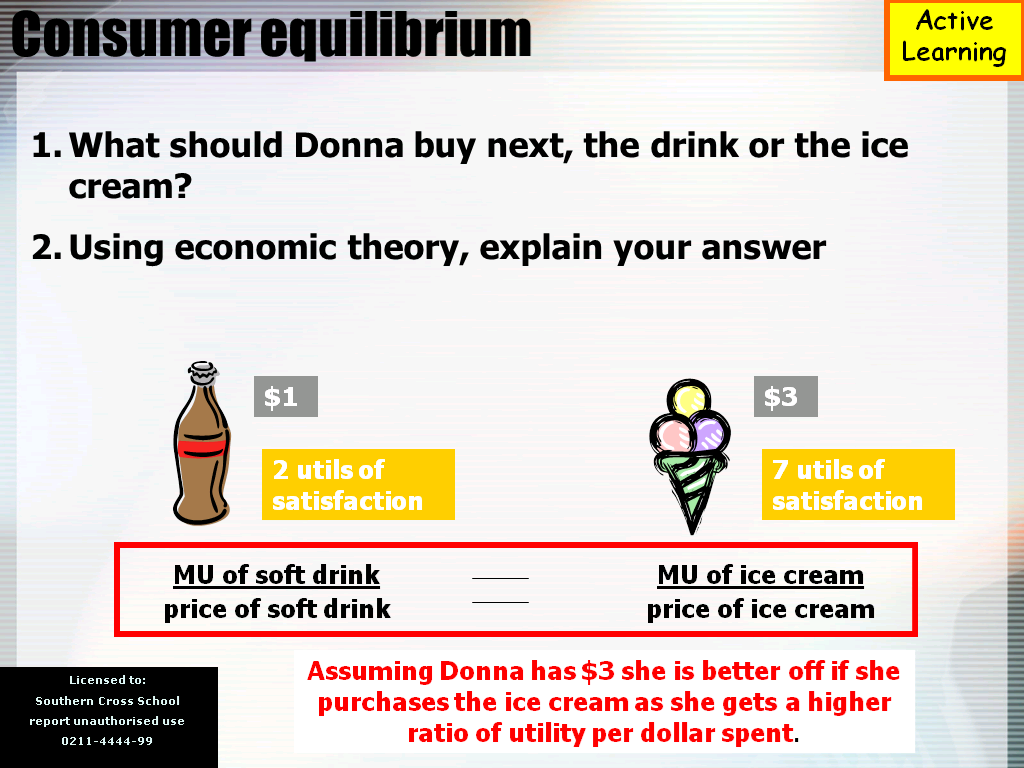 Consumer equilibrium
Active
Learning
1. What should Donna buy next, the drink or the ice
cream?
2. Using economic theory, explain your answer
$1
$3
2 utils of
satisfaction
7 utils of
satisfaction
MU of soft drink
price of soft drink
MU of ice cream
price of ice cream
Assuming Donna has $3 she is better off if she
purchases the ice cream as she gets a higher
ratio of utility per dollar spent.
Licensed to:
Southern Cross School
report unauthorised use
0211-4444-99